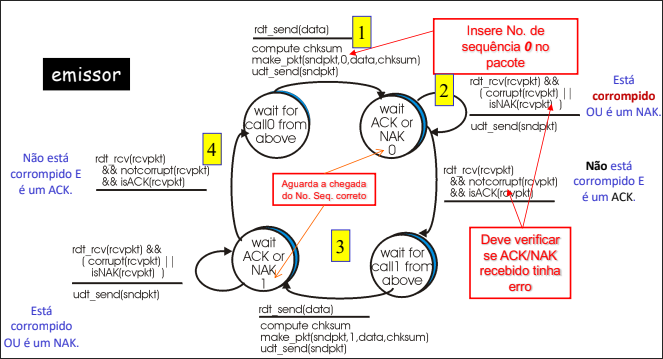 emissor
rdt_send(data)
compute chksum
make_pkt(sndpkt,0,data,chksum)
udt_send(sndpkt)
1
Insere No. de
sequência 0 no
pacote
wait for
call0 from
above
wait
ACK or
NAK
0
2
rdt_rcv(rcvpkt) &&
( corrupt(rcvpkt) ||
isNAK(rcvpkt) )
udt_send(sndpkt)
Está
corrompido
OU é um NAK.
4
Não está
corrompido E
é um ACK.
rdt_rcv(rcvpkt)
&& notcorrupt(rcvpkt)
&& isACK(rcvpkt)
Aguarda a chegada
do No. Seq. correto
rdt_rcv(rcvpkt)
&& notcorrupt(rcvpkt)
&& isACK(rcvpkt)
Não está
corrompido E
é um ACK.
Deve verificar
se ACK/NAK
recebido tinha
erro
3
rdt_rcv(rcvpkt) &&
( corrupt(rcvpkt) ||
isNAK(rcvpkt) )
udt_send(sndpkt)
Está
corrompido
OU é um NAK.
wait
ACK or
NAK
1
wait for
call1 from
above
rdt_send(data)
compute chksum
make_pkt(sndpkt,1,data,chksum)
udt_send(sndpkt)